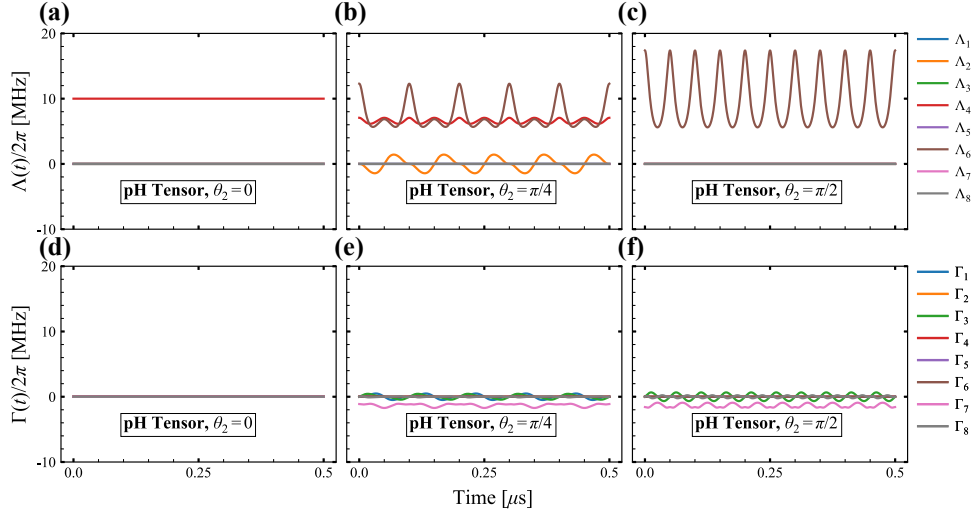 (a)
(b)
(c)
Λ(t)/2π [MHz]
20
10
0
-10
pH Tensor, θ₂ = 0
pH Tensor, θ₂ = π/4
pH Tensor, θ₂ = π/2
Λ₁
Λ₂
Λ₃
Λ₄
Λ₅
Λ₆
Λ₇
Λ₈
(d)
(e)
(f)
Γ(t)/2π [MHz]
20
10
0
-10
pH Tensor, θ₂ = 0
pH Tensor, θ₂ = π/4
pH Tensor, θ₂ = π/2
Γ₁
Γ₂
Γ₃
Γ₄
Γ₅
Γ₆
Γ₇
Γ₈
0.0 0.25 0.5
0.0 0.25 0.5
0.0 0.25 0.5
Time [μs]